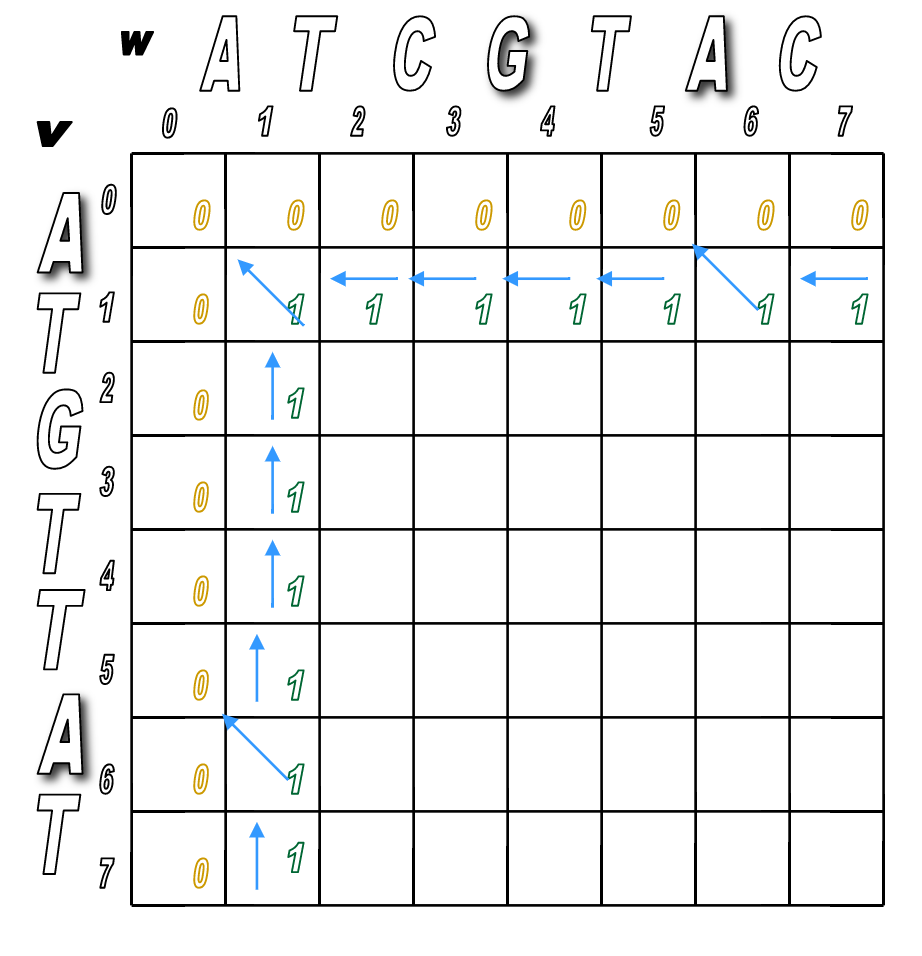 w A T C G T A C
v 0 1 2 3 4 5 6 7
A 0 0 0 0 0 0 0 0 0
T 1 0 1 1 1 1 1 1 1
G 2 0 1
T 3 0 1
T 4 0 1
A 5 0 1
T 6 0 1
7 0 1